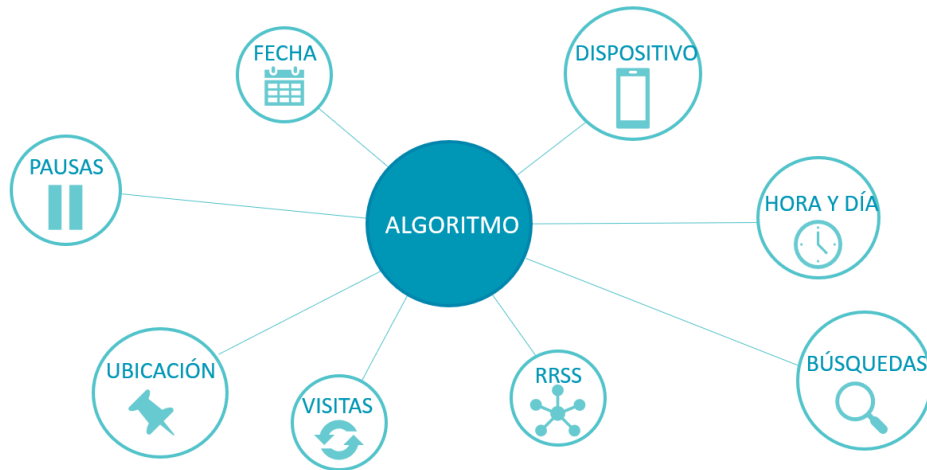 FECHA
DISPOSITIVO
PAUSAS
HORA Y DÍA
ALGORITMO
UBICACIÓN
VISITAS
RRSS
BÚSQUEDAS